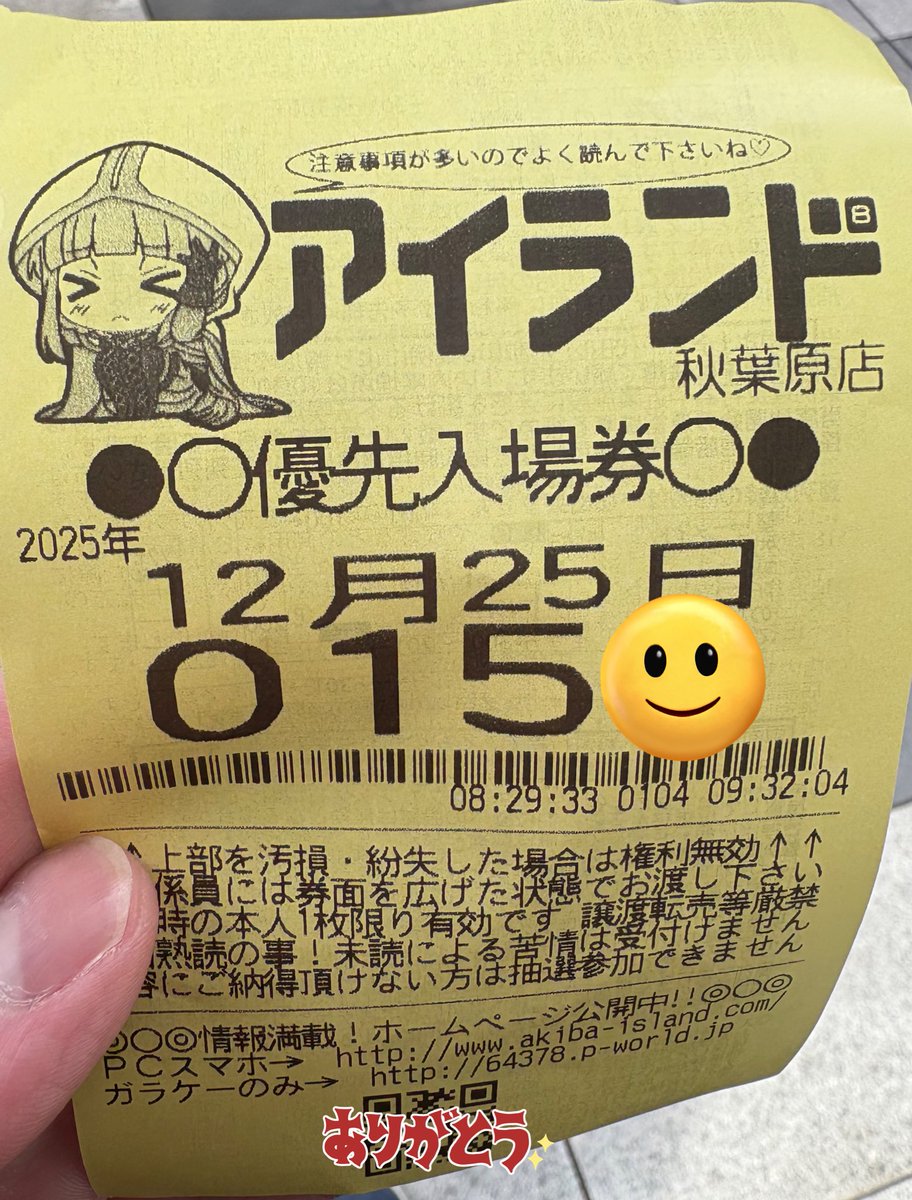 注意事項が多いのでよく読んで下さいね♡
アイランド
秋葉原店
●○優先入場券○●
2025年
12月25日
015
08:29:33 0104 09:32:04
↑上部を汚損・紛失した場合は権利無効↑↑
係員には券面を広げた状態でお渡し下さい
時の本人1枚限り有効です 譲渡転売等厳禁
熟読の事!未読による苦情は受付けません
容にご納得頂けない方は抽選参加できません
◎○◎情報満載!ホームページ公開中!!◎○◎
PCスマホ→ http://www.akiba-island.com/
ガラケーのみ→ http://64378.p-world.jp
ありがとう